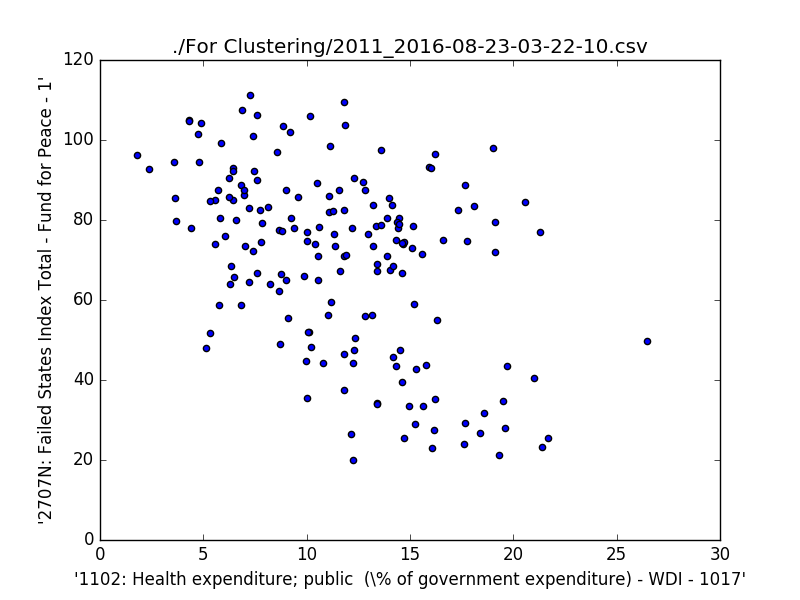 ./For Clustering/2011_2016-08-23-03-22-10.csv
'2707N: Failed States Index Total - Fund for Peace - 1'
120
100
80
60
40
20
0
0 5 10 15 20 25 30
'1102: Health expenditure; public  (\% of government expenditure) - WDI - 1017'